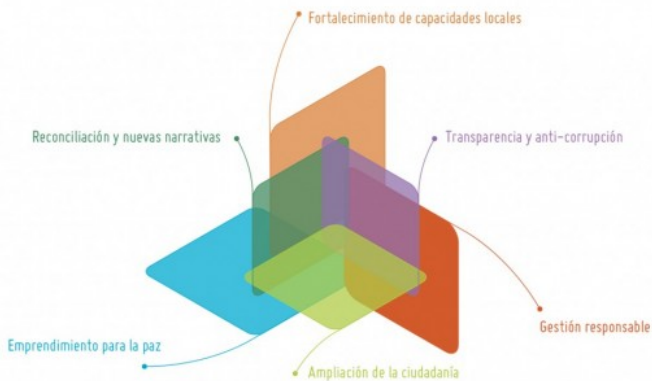 Fortalecimiento de capacidades locales
Reconciliación y nuevas narrativas
Transparencia y anti-corrupción
Gestión responsable
Emprendimiento para la paz
Ampliación de la ciudadanía